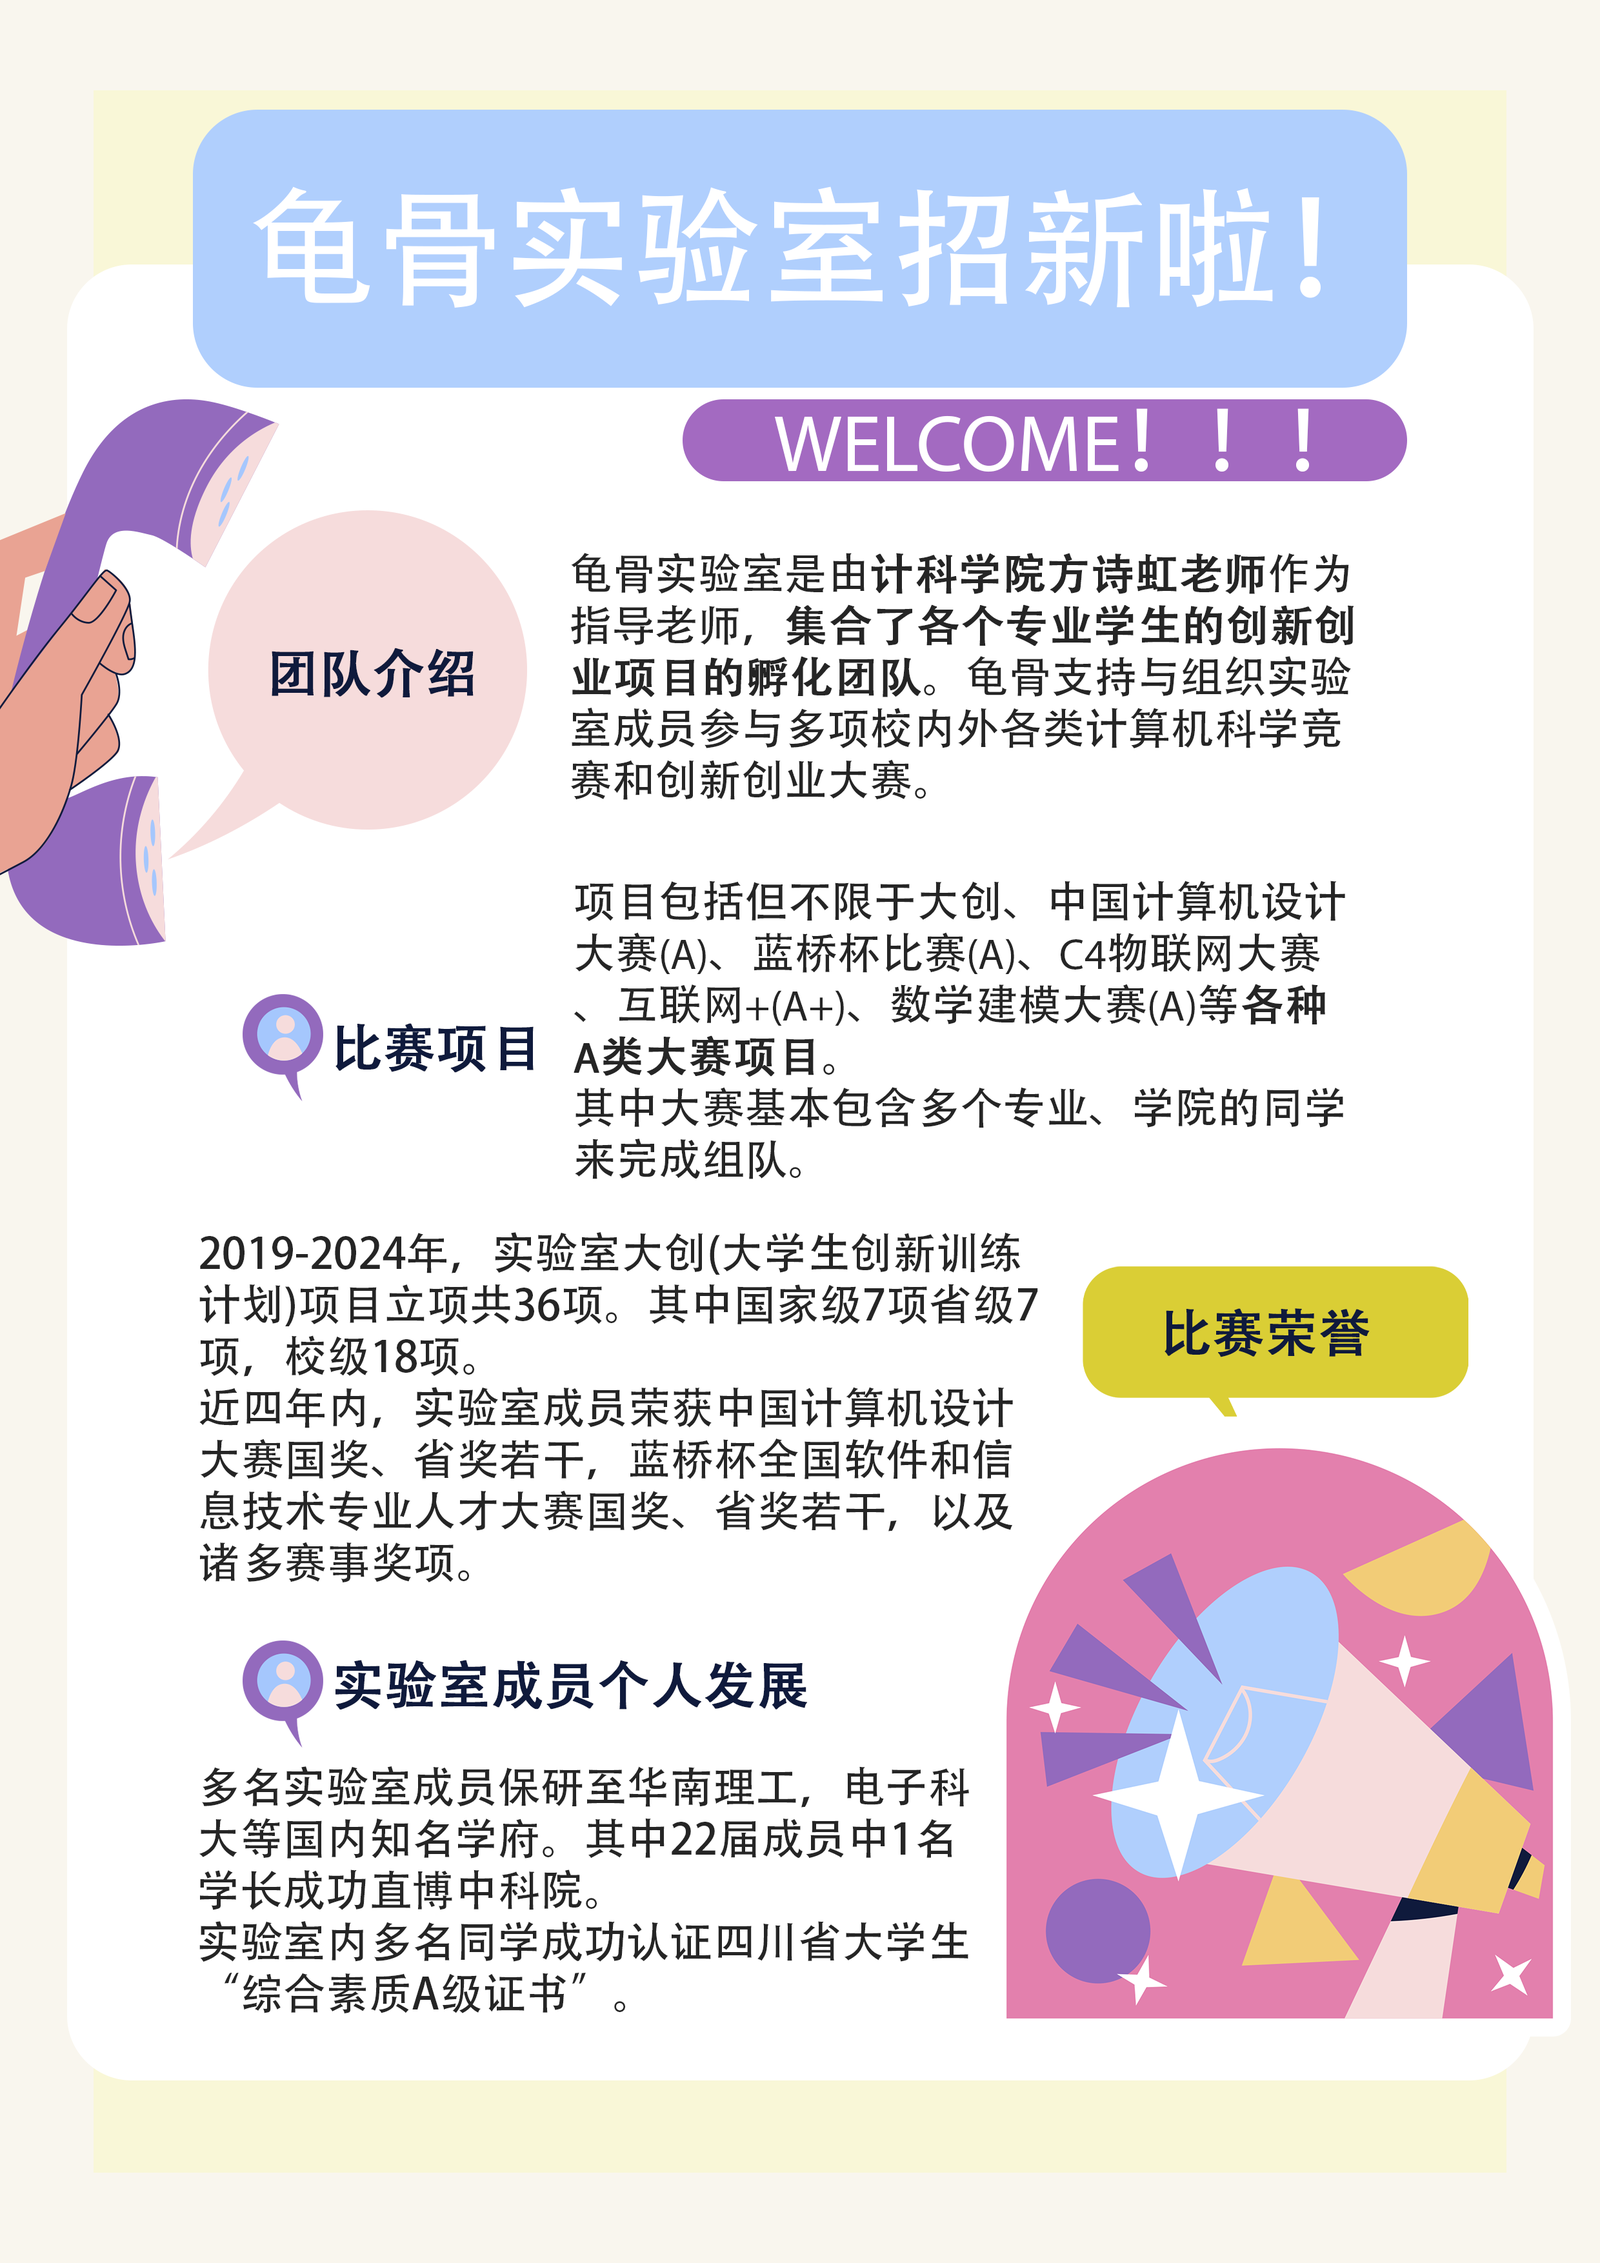 龟骨实验室招新啦！
WELCOME！！！
团队介绍
龟骨实验室是由计科学院方诗虹老师作为
指导老师，集合了各个专业学生的创新创
业项目的孵化团队。龟骨支持与组织实验
室成员参与多项校内外各类计算机科学竞
赛和创新创业大赛。
比赛项目
项目包括但不限于大创、中国计算机设计
大赛(A)、蓝桥杯比赛(A)、C4物联网大赛
、互联网+(A+)、数学建模大赛(A)等各种
A类大赛项目。
其中大赛基本包含多个专业、学院的同学
来完成组队。
比赛荣誉
2019-2024年，实验室大创(大学生创新训练
计划)项目立项共36项。其中国家级7项省级7
项，校级18项。
近四年内，实验室成员荣获中国计算机设计
大赛国奖、省奖若干，蓝桥杯全国软件和信
息技术专业人才大赛国奖、省奖若干，以及
诸多赛事奖项。
实验室成员个人发展
多名实验室成员保研至华南理工，电子科
大等国内知名学府。其中22届成员中1名
学长成功直博中科院。
实验室内多名同学成功认证四川省大学生
“综合素质A级证书”。